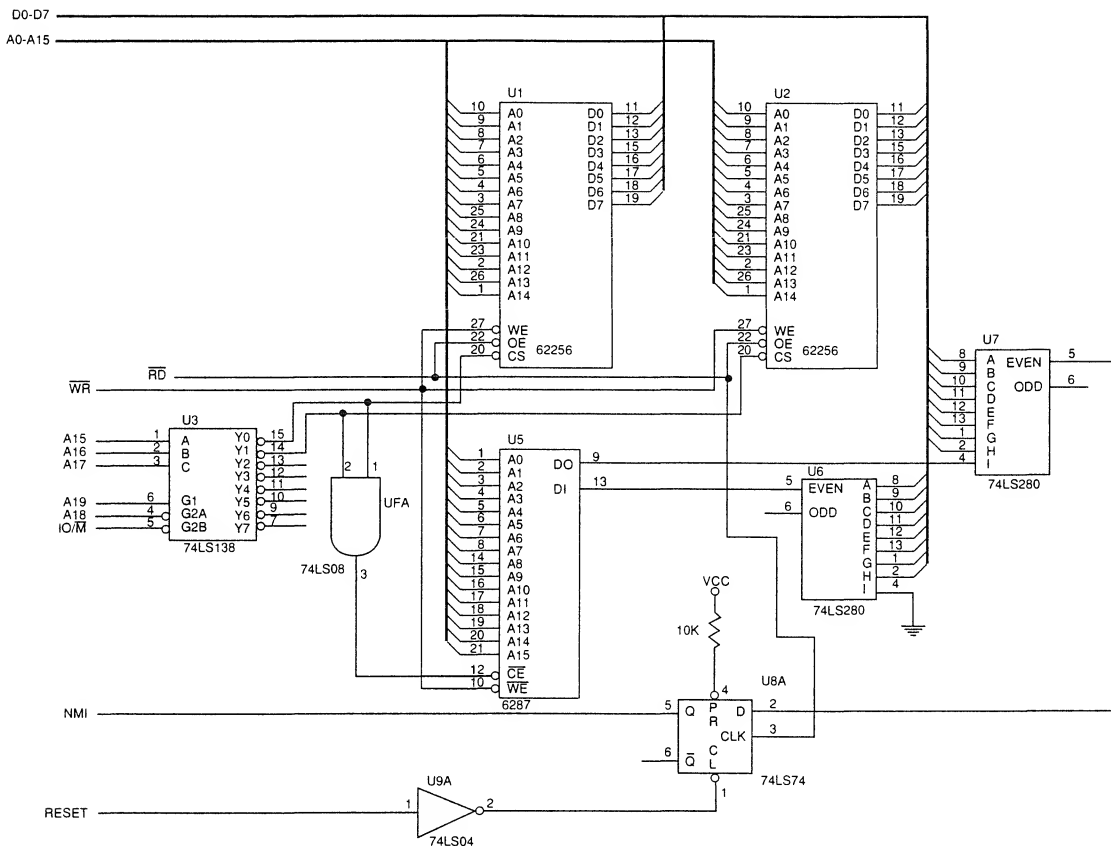 D0-D7
A0-A15
U1
10 A0 D0 11
9 A1 D1 12
8 A2 D2 13
7 A3 D3 15
6 A4 D4 16
5 A5 D5 17
4 A6 D6 18
3 A7 D7 19
25 A8
24 A9
21 A10
23 A11
2 A12
26 A13
1 A14
27 WE
22 OE
20 CS
62256
U2
10 A0 D0 11
9 A1 D1 12
8 A2 D2 13
7 A3 D3 15
6 A4 D4 16
5 A5 D5 17
4 A6 D6 18
3 A7 D7 19
25 A8
24 A9
21 A10
23 A11
2 A12
26 A13
1 A14
27 WE
22 OE
20 CS
62256
U7
8 A EVEN 5
9 B
10 C ODD 6
11 D
12 E
13 F
1 G
2 H
4 I
74LS280
RD
WR
U3
A15 1 A Y0 15
A16 2 B Y1 14
A17 3 C Y2 13
Y3 12
Y4 11
A19 6 G1 Y5 10
A18 4 G2A Y6 9
IO/M 5 G2B Y7 7
74LS138
2 1
UFA
74LS08
3
U5
1 A0 DO 9
2 A1
3 A2 DI 13
4 A3
5 A4
6 A5
7 A6
8 A7
14 A8
15 A9
16 A10
17 A11
18 A12
19 A13
20 A14
21 A15
12 CE
10 WE
6287
U6
5 EVEN A 8
B 9
6 ODD C 10
D 11
E 12
F 13
G 1
H 2
I 4
74LS280
VCC
10K
U8A
4
NMI 5 Q PR D 2
CLK 3
6 Q CL
74LS74
1
U9A
RESET 1 2
74LS04